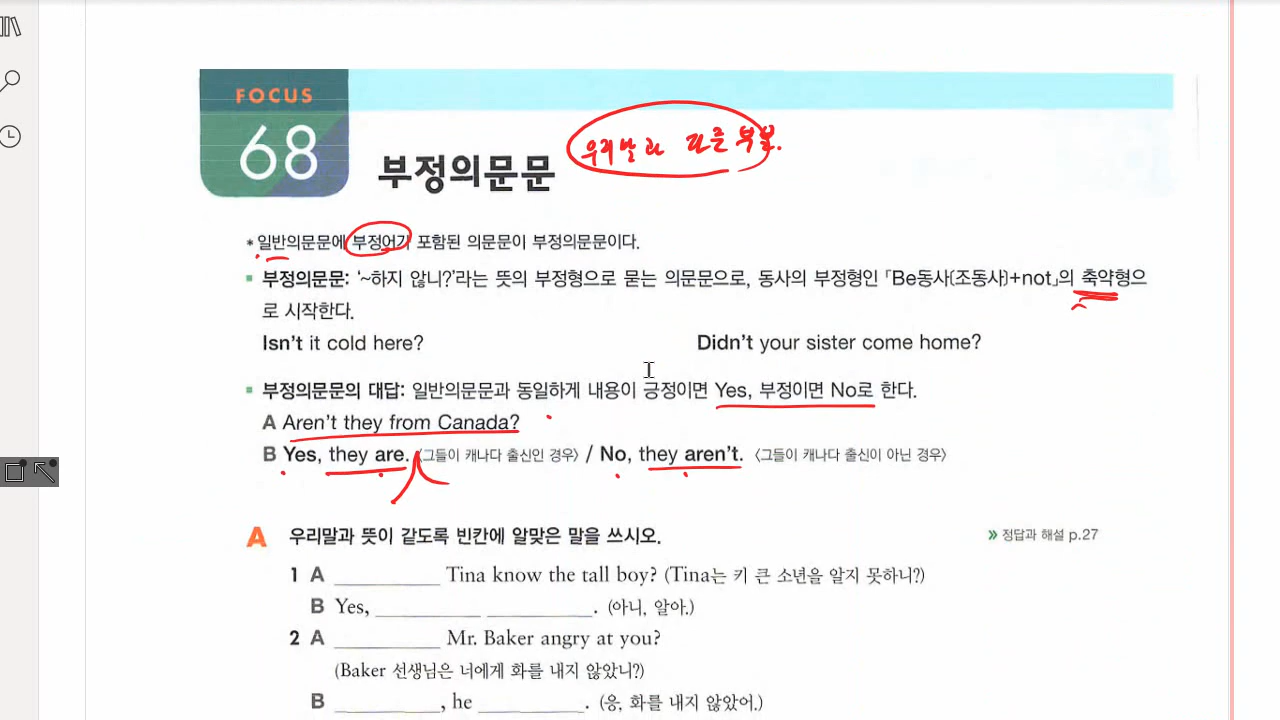 FOCUS
68
부정의문문
우리말과 다른 부분.
* 일반의문문에 부정어가 포함된 의문문이 부정의문문이다.
부정의문문: ‘~하지 않니?’라는 뜻의 부정형으로 묻는 의문문으로, 동사의 부정형인 「Be동사(조동사)+not」의 축약형으
로 시작한다.
Isn't it cold here? Didn't your sister come home?
부정의문문의 대답: 일반의문문과 동일하게 내용이 긍정이면 Yes, 부정이면 No로 한다.
A Aren't they from Canada?
B Yes, they are. 〈그들이 캐나다 출신인 경우〉 / No, they aren't. 〈그들이 캐나다 출신이 아닌 경우〉
A 우리말과 뜻이 같도록 빈칸에 알맞은 말을 쓰시오. » 정답과 해설 p.27
1 A __________ Tina know the tall boy? (Tina는 키 큰 소년을 알지 못하니?)
B Yes, __________ __________. (아니, 알아.)
2 A __________ Mr. Baker angry at you?
(Baker 선생님은 너에게 화를 내지 않았니?)
B __________, he __________. (응, 화를 내지 않았어.)